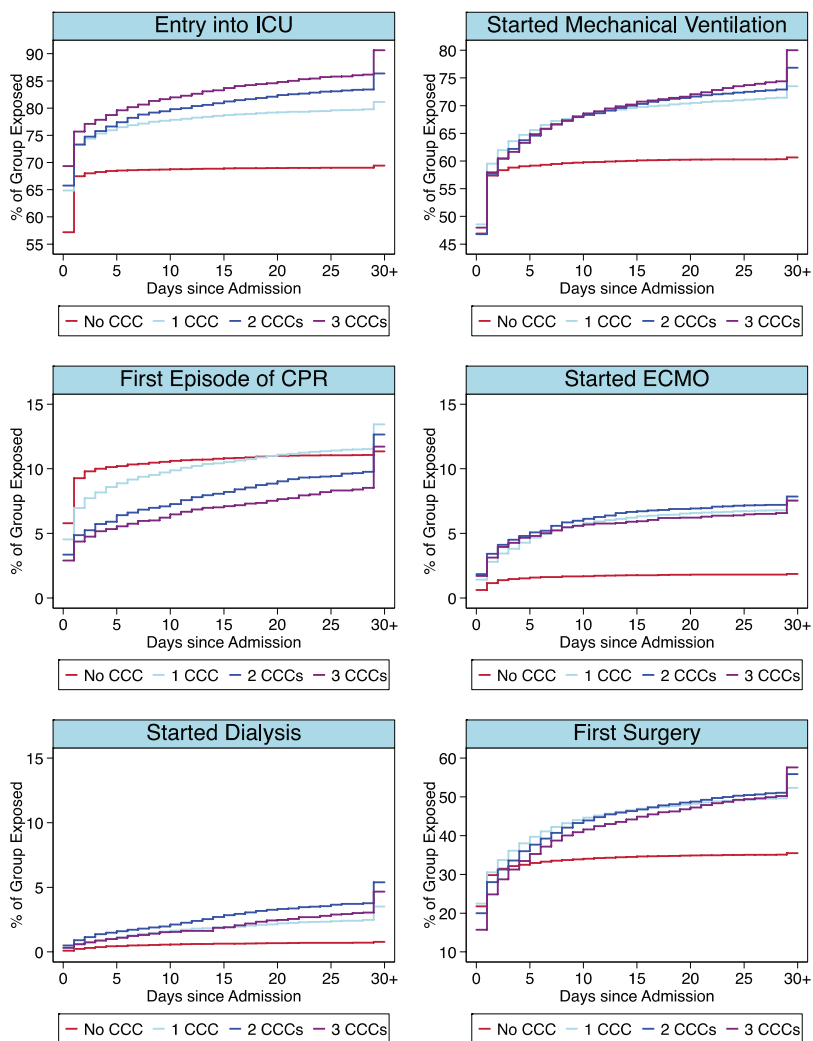 Entry into ICU
% of Group Exposed
90
85
80
75
70
65
60
55
0 5 10 15 20 25 30+
Days since Admission
No CCC 1 CCC 2 CCCs 3 CCCs
Started Mechanical Ventilation
% of Group Exposed
80
75
70
65
60
55
50
45
0 5 10 15 20 25 30+
Days since Admission
No CCC 1 CCC 2 CCCs 3 CCCs
First Episode of CPR
% of Group Exposed
15
10
5
0
0 5 10 15 20 25 30+
Days since Admission
No CCC 1 CCC 2 CCCs 3 CCCs
Started ECMO
% of Group Exposed
15
10
5
0
0 5 10 15 20 25 30+
Days since Admission
No CCC 1 CCC 2 CCCs 3 CCCs
Started Dialysis
% of Group Exposed
15
10
5
0
0 5 10 15 20 25 30+
Days since Admission
No CCC 1 CCC 2 CCCs 3 CCCs
First Surgery
% of Group Exposed
60
50
40
30
20
10
0 5 10 15 20 25 30+
Days since Admission
No CCC 1 CCC 2 CCCs 3 CCCs